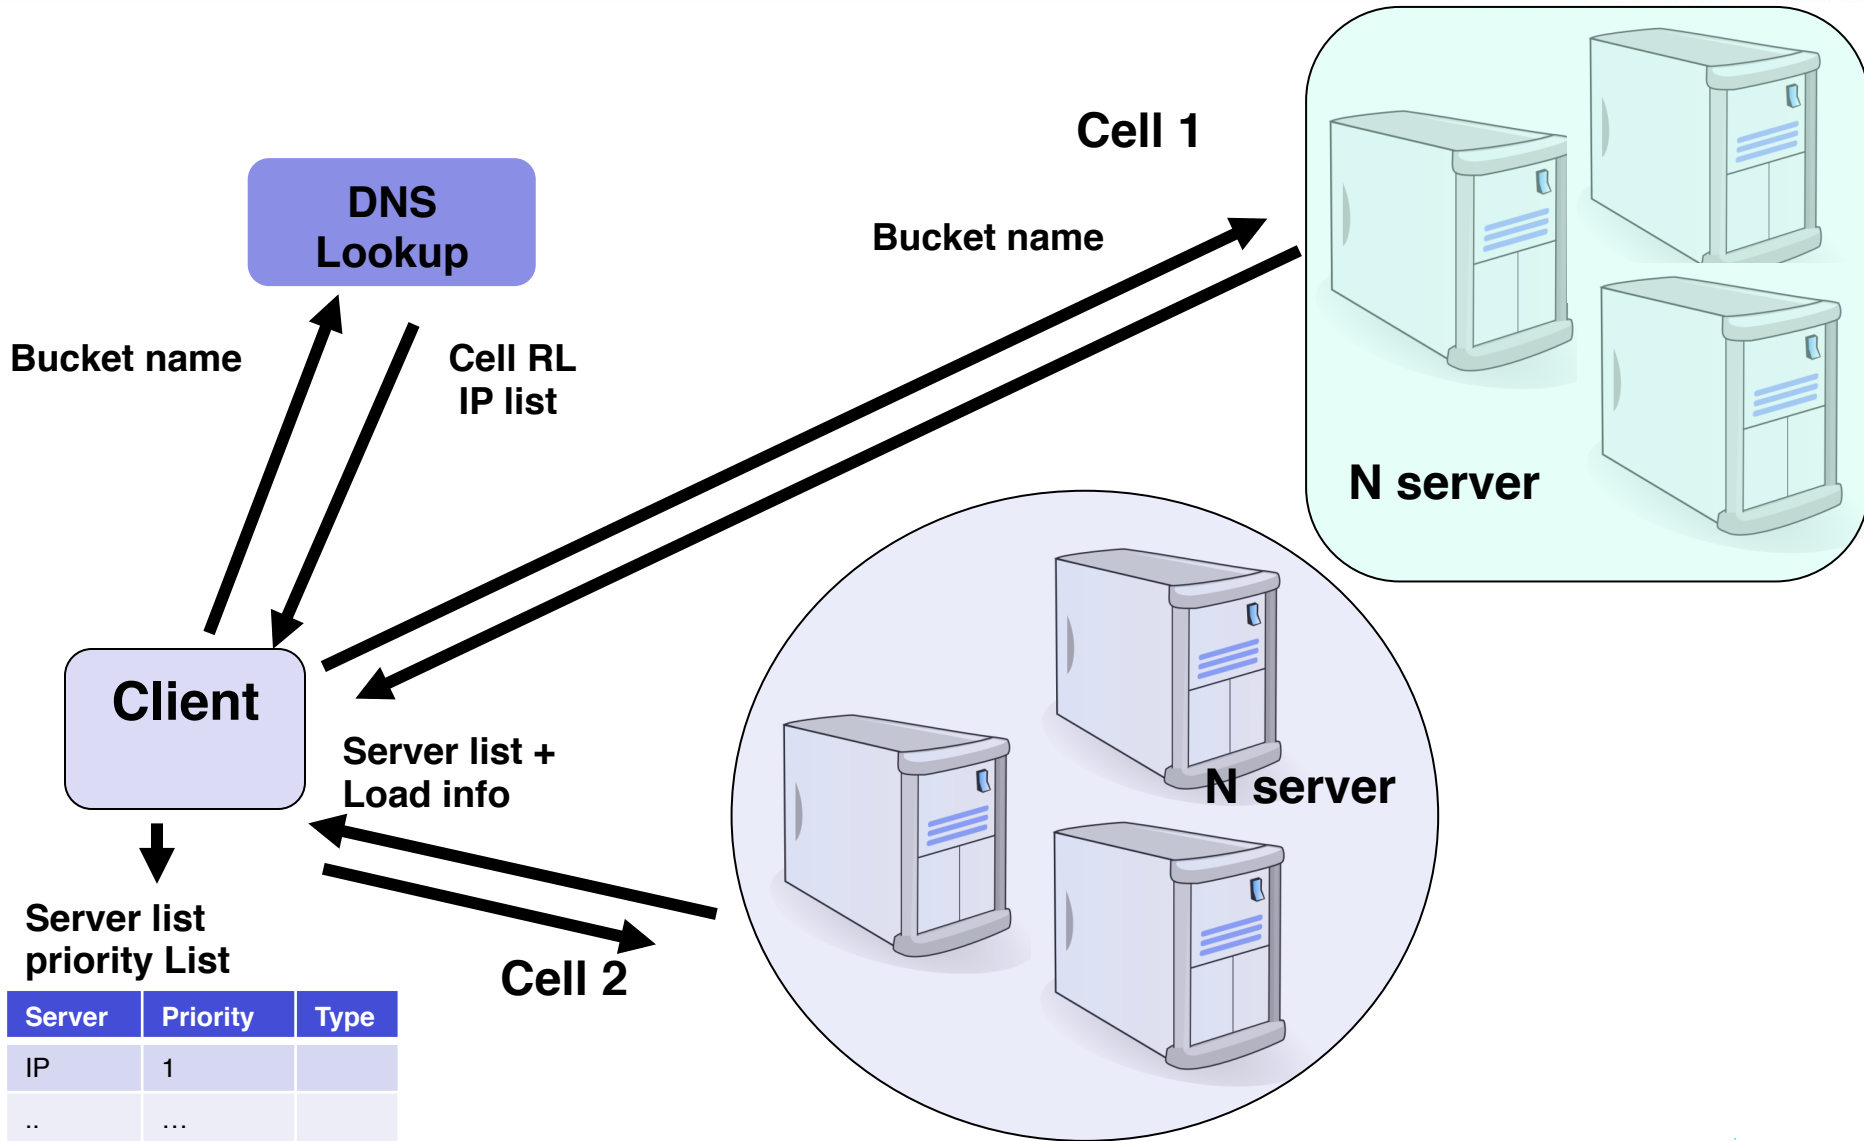 Cell 1
DNS
Lookup
Bucket name
Bucket name
Cell RL
IP list
N server
Client
Server list +
Load info
N server
Server list
priority List
Cell 2
Server Priority Type
IP 1
.. ...